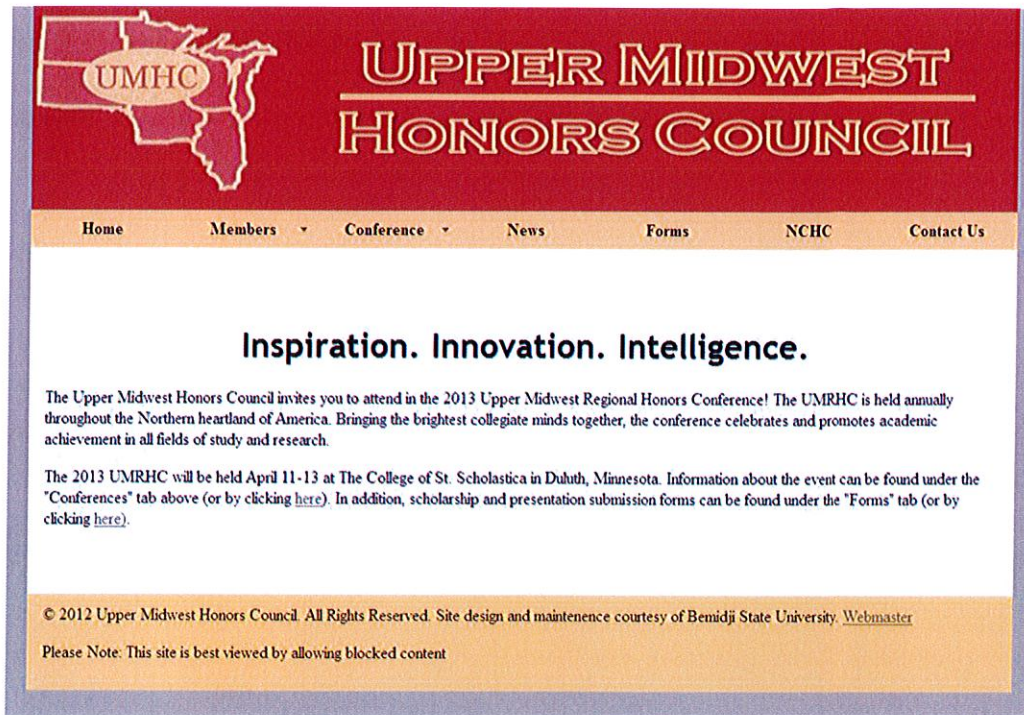 UMHC
UPPER MIDWEST
HONORS COUNCIL
Home Members Conference News Forms NCHC Contact Us
Inspiration. Innovation. Intelligence.
The Upper Midwest Honors Council invites you to attend in the 2013 Upper Midwest Regional Honors Conference! The UMRHC is held annually
throughout the Northern heartland of America. Bringing the brightest collegiate minds together, the conference celebrates and promotes academic
achievement in all fields of study and research.
The 2013 UMRHC will be held April 11-13 at The College of St. Scholastica in Duluth, Minnesota. Information about the event can be found under the
"Conferences" tab above (or by clicking here). In addition, scholarship and presentation submission forms can be found under the "Forms" tab (or by
clicking here).
© 2012 Upper Midwest Honors Council. All Rights Reserved. Site design and maintenence courtesy of Bemidji State University. Webmaster
Please Note: This site is best viewed by allowing blocked content